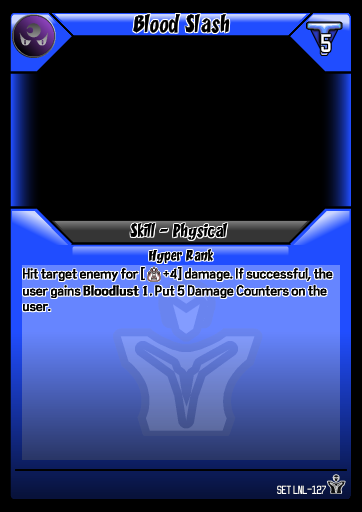 Blood Slash
5
Skill - Physical
Hyper Rank
Hit target enemy for [ +4] damage. If successful, the
user gains Bloodlust 1. Put 5 Damage Counters on the
user.
SET LNL-127